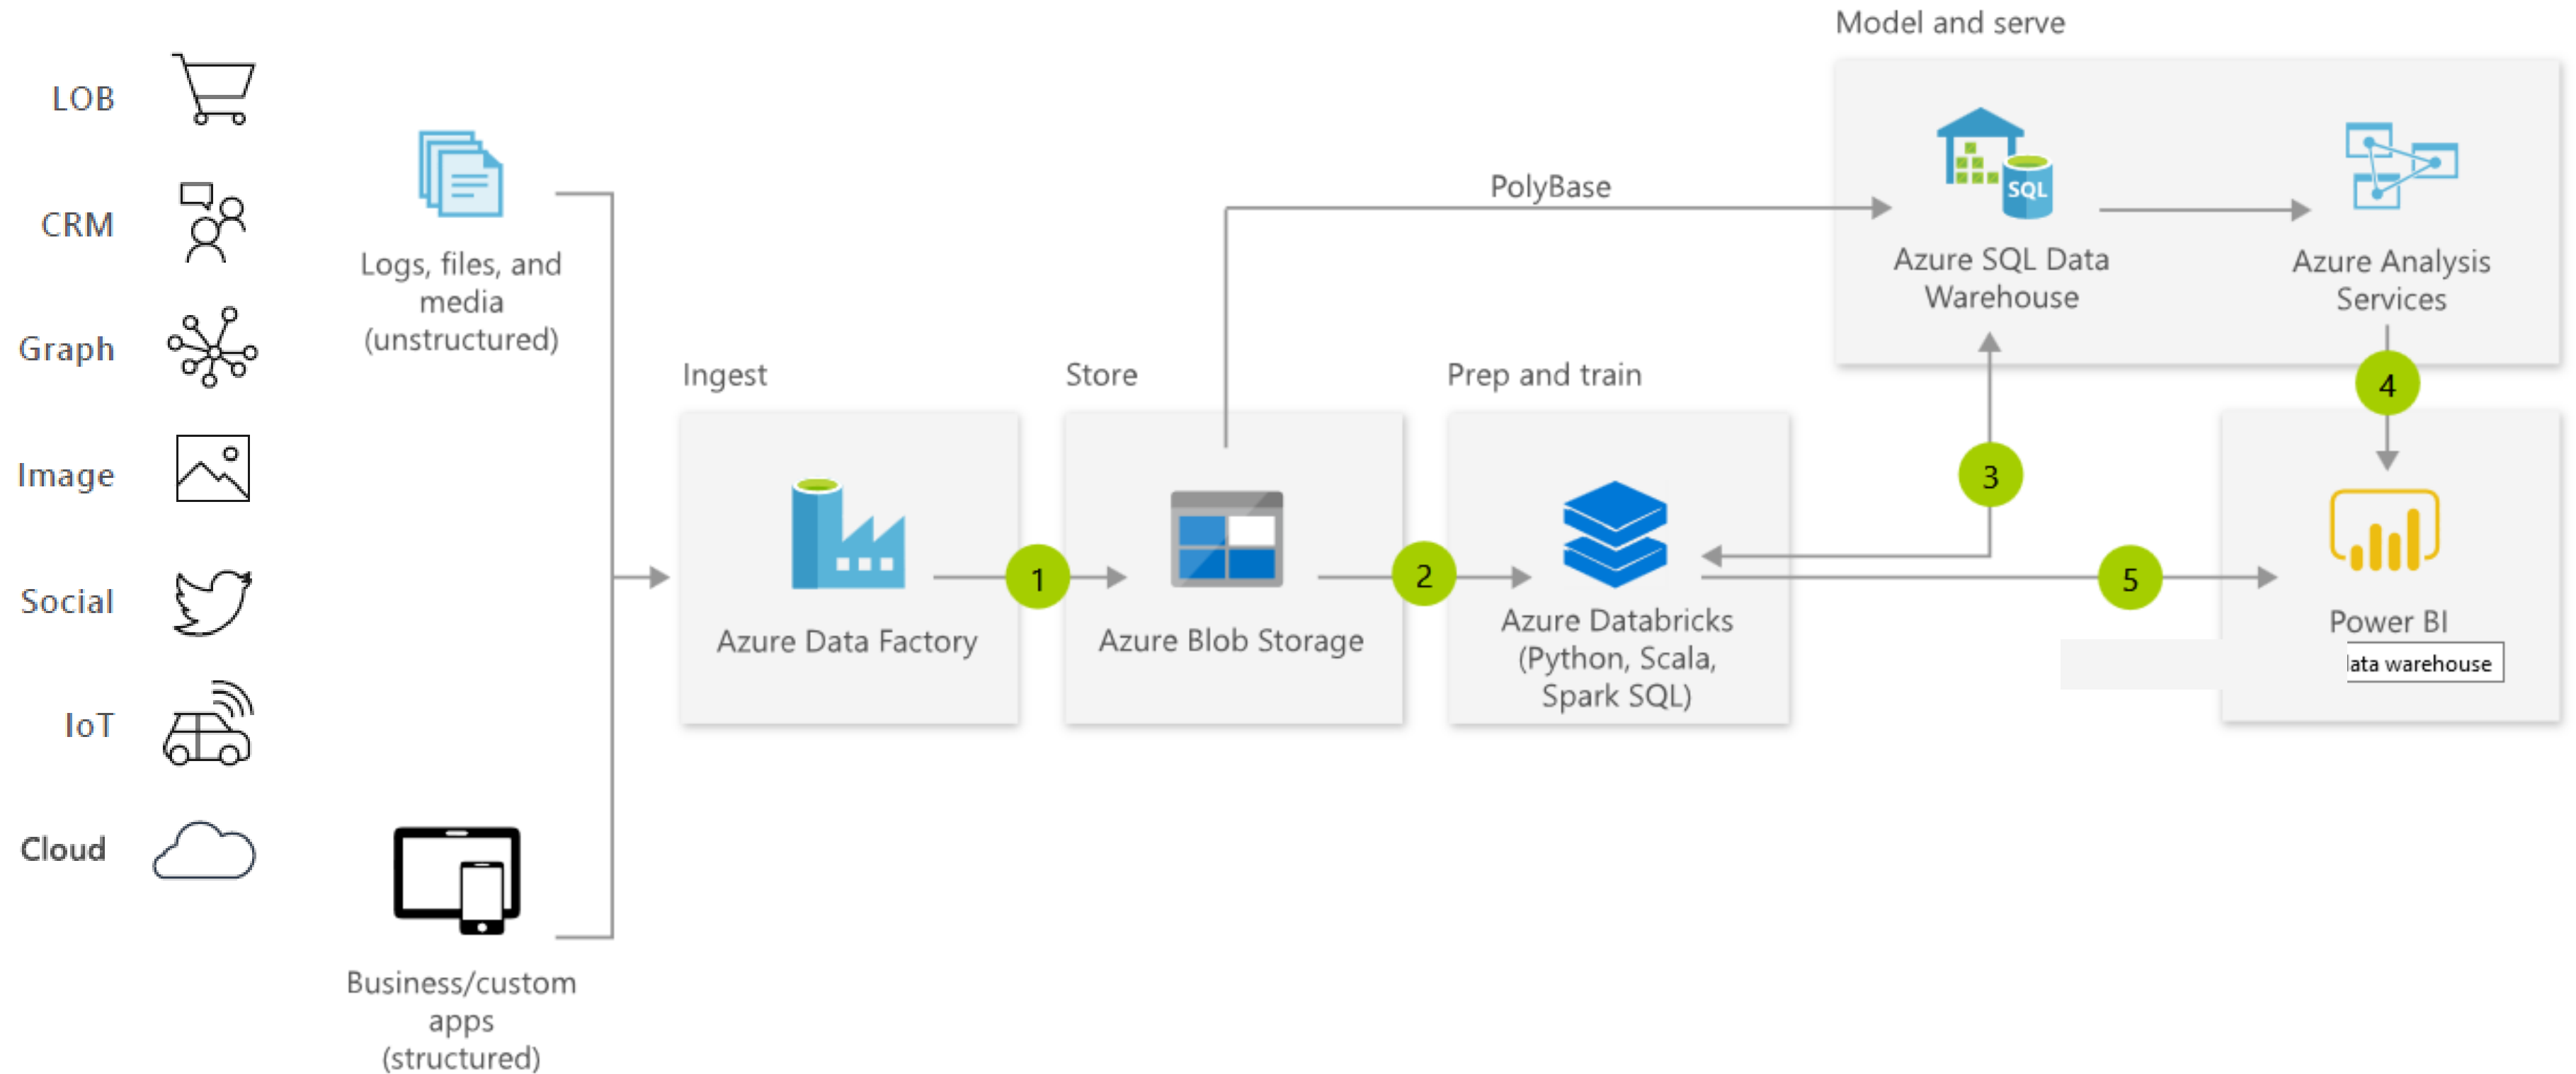 Model and serve
LOB
CRM
Graph
Image
Social
IoT
Cloud
Logs, files, and
media
(unstructured)
Business/custom
apps
(structured)
Ingest
Azure Data Factory
1
Store
Azure Blob Storage
2
Prep and train
Azure Databricks
(Python, Scala,
Spark SQL)
PolyBase
SQL
Azure SQL Data
Warehouse
Azure Analysis
Services
3
4
5
Power BI
warehouse